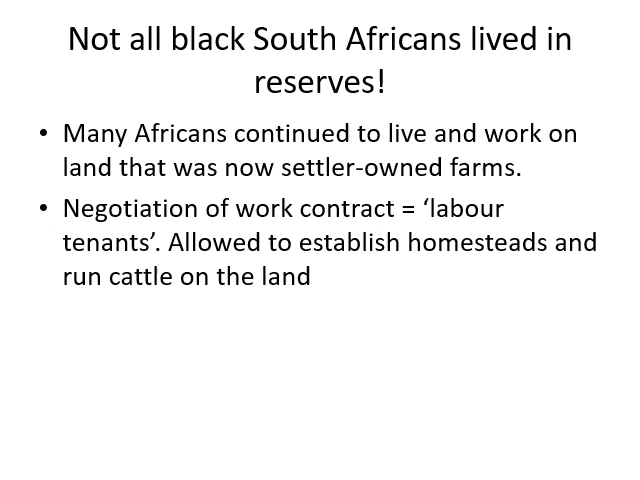 Not all black South Africans lived in
reserves!
• Many Africans continued to live and work on
land that was now settler-owned farms.
• Negotiation of work contract = ‘labour
tenants’. Allowed to establish homesteads and
run cattle on the land